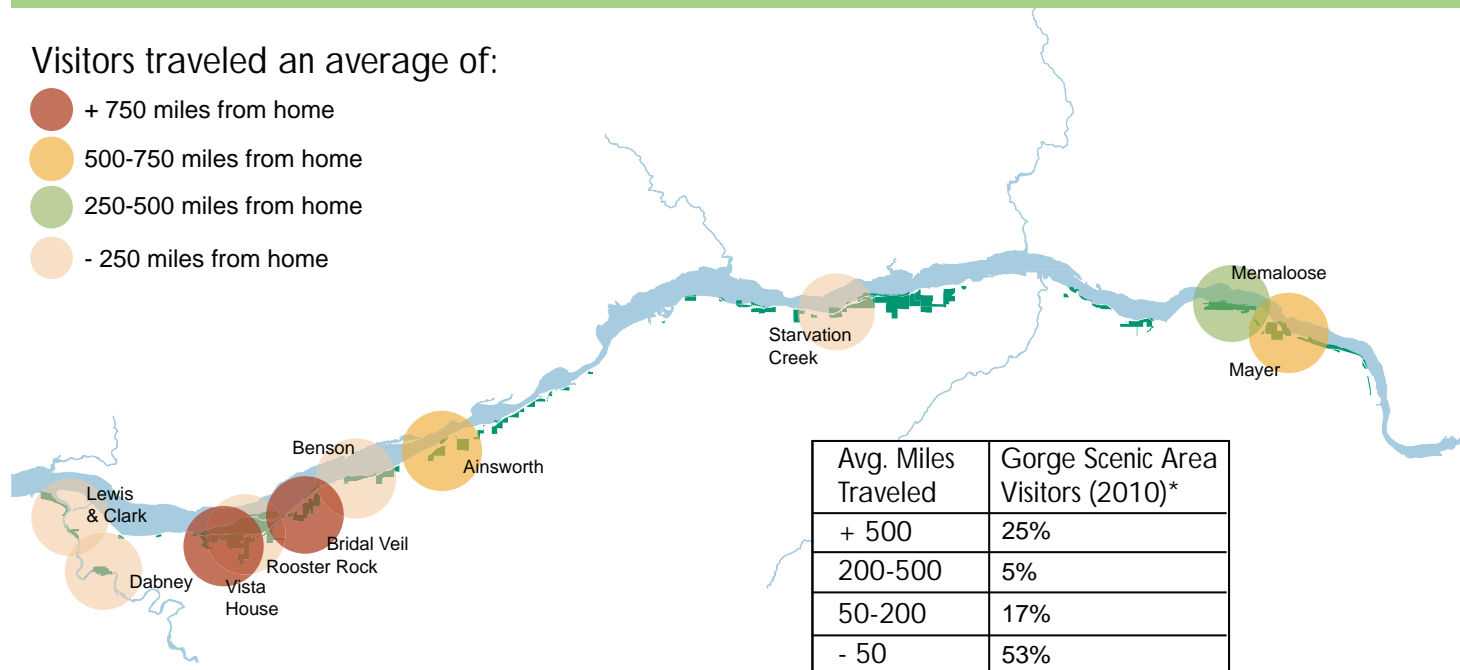 Visitors traveled an average of:
+ 750 miles from home
500-750 miles from home
250-500 miles from home
- 250 miles from home
Memaloose
Starvation
Creek
Mayer
Benson
Ainsworth
Lewis
& Clark
Bridal Veil
Rooster Rock
Dabney
Vista
House
Avg. Miles
Traveled
Gorge Scenic Area
Visitors (2010)*
+ 500 25%
200-500 5%
50-200 17%
- 50 53%